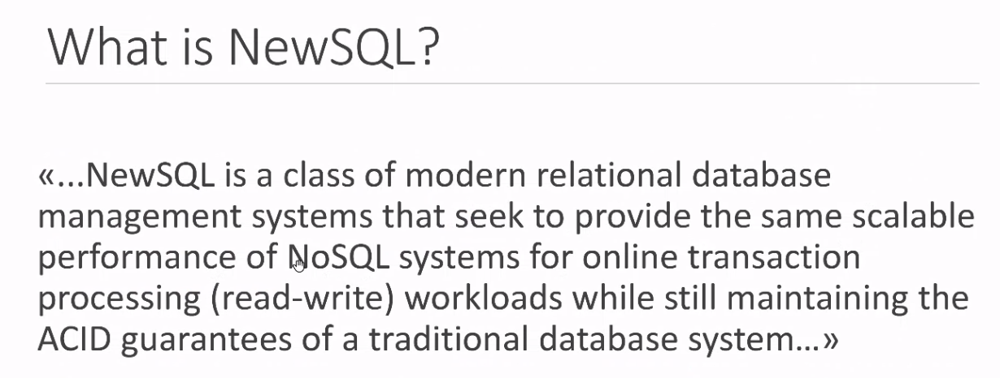 What is NewSQL?
«...NewSQL is a class of modern relational database
management systems that seek to provide the same scalable
performance of NoSQL systems for online transaction
processing (read-write) workloads while still maintaining the
ACID guarantees of a traditional database system...»